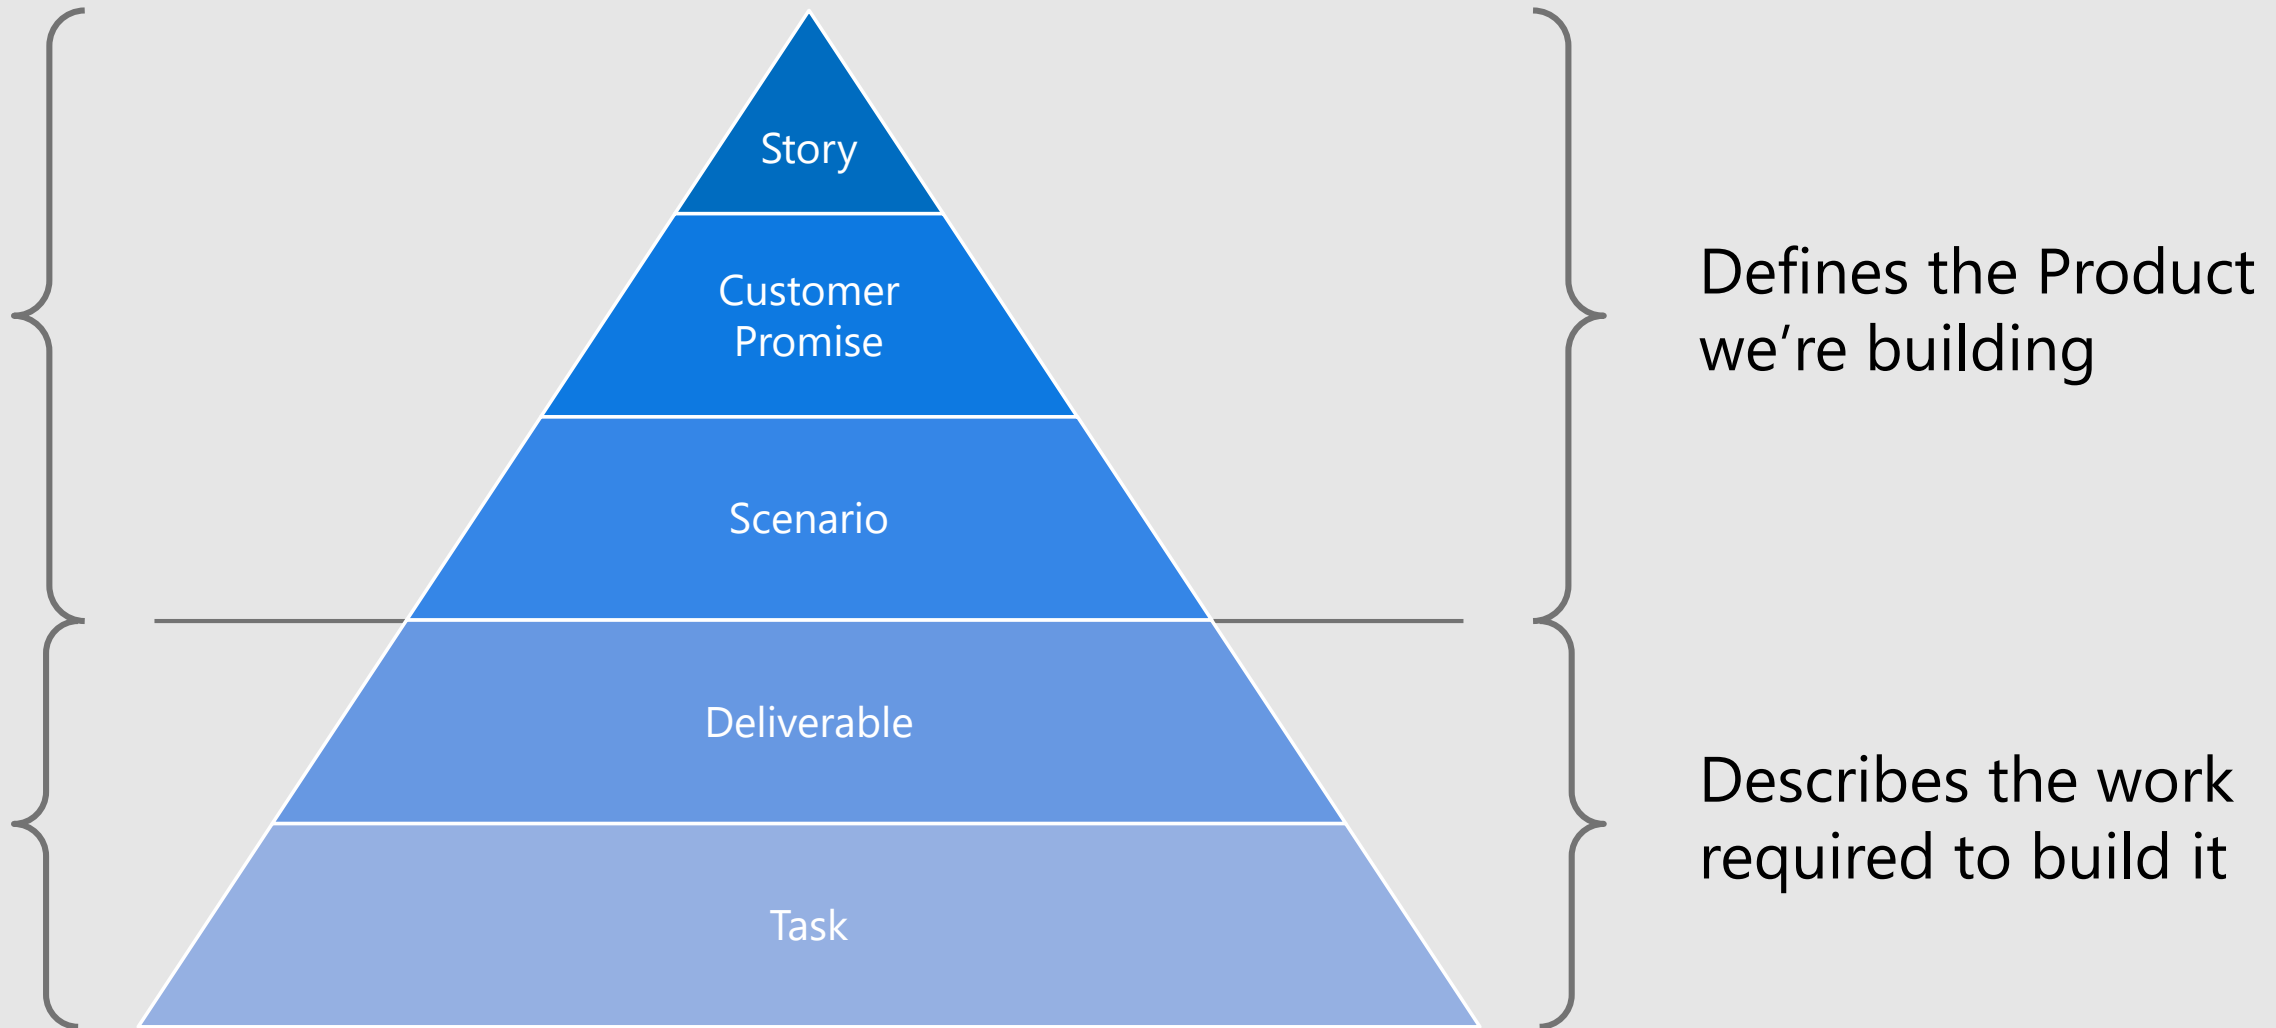 Story
Customer
Promise
Scenario
Deliverable
Task
Defines the Product
we’re building
Describes the work
required to build it